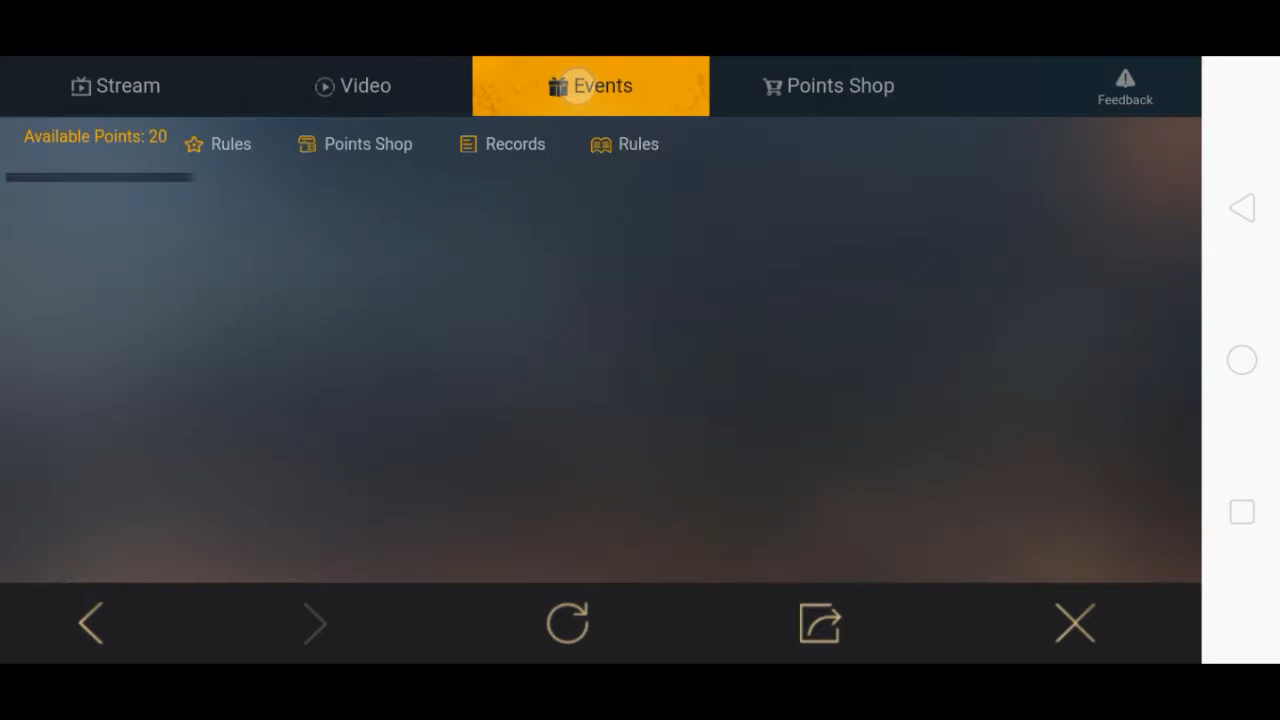 Stream
Video
Events
Points Shop
Feedback
Available Points: 20
Rules
Points Shop
Records
Rules